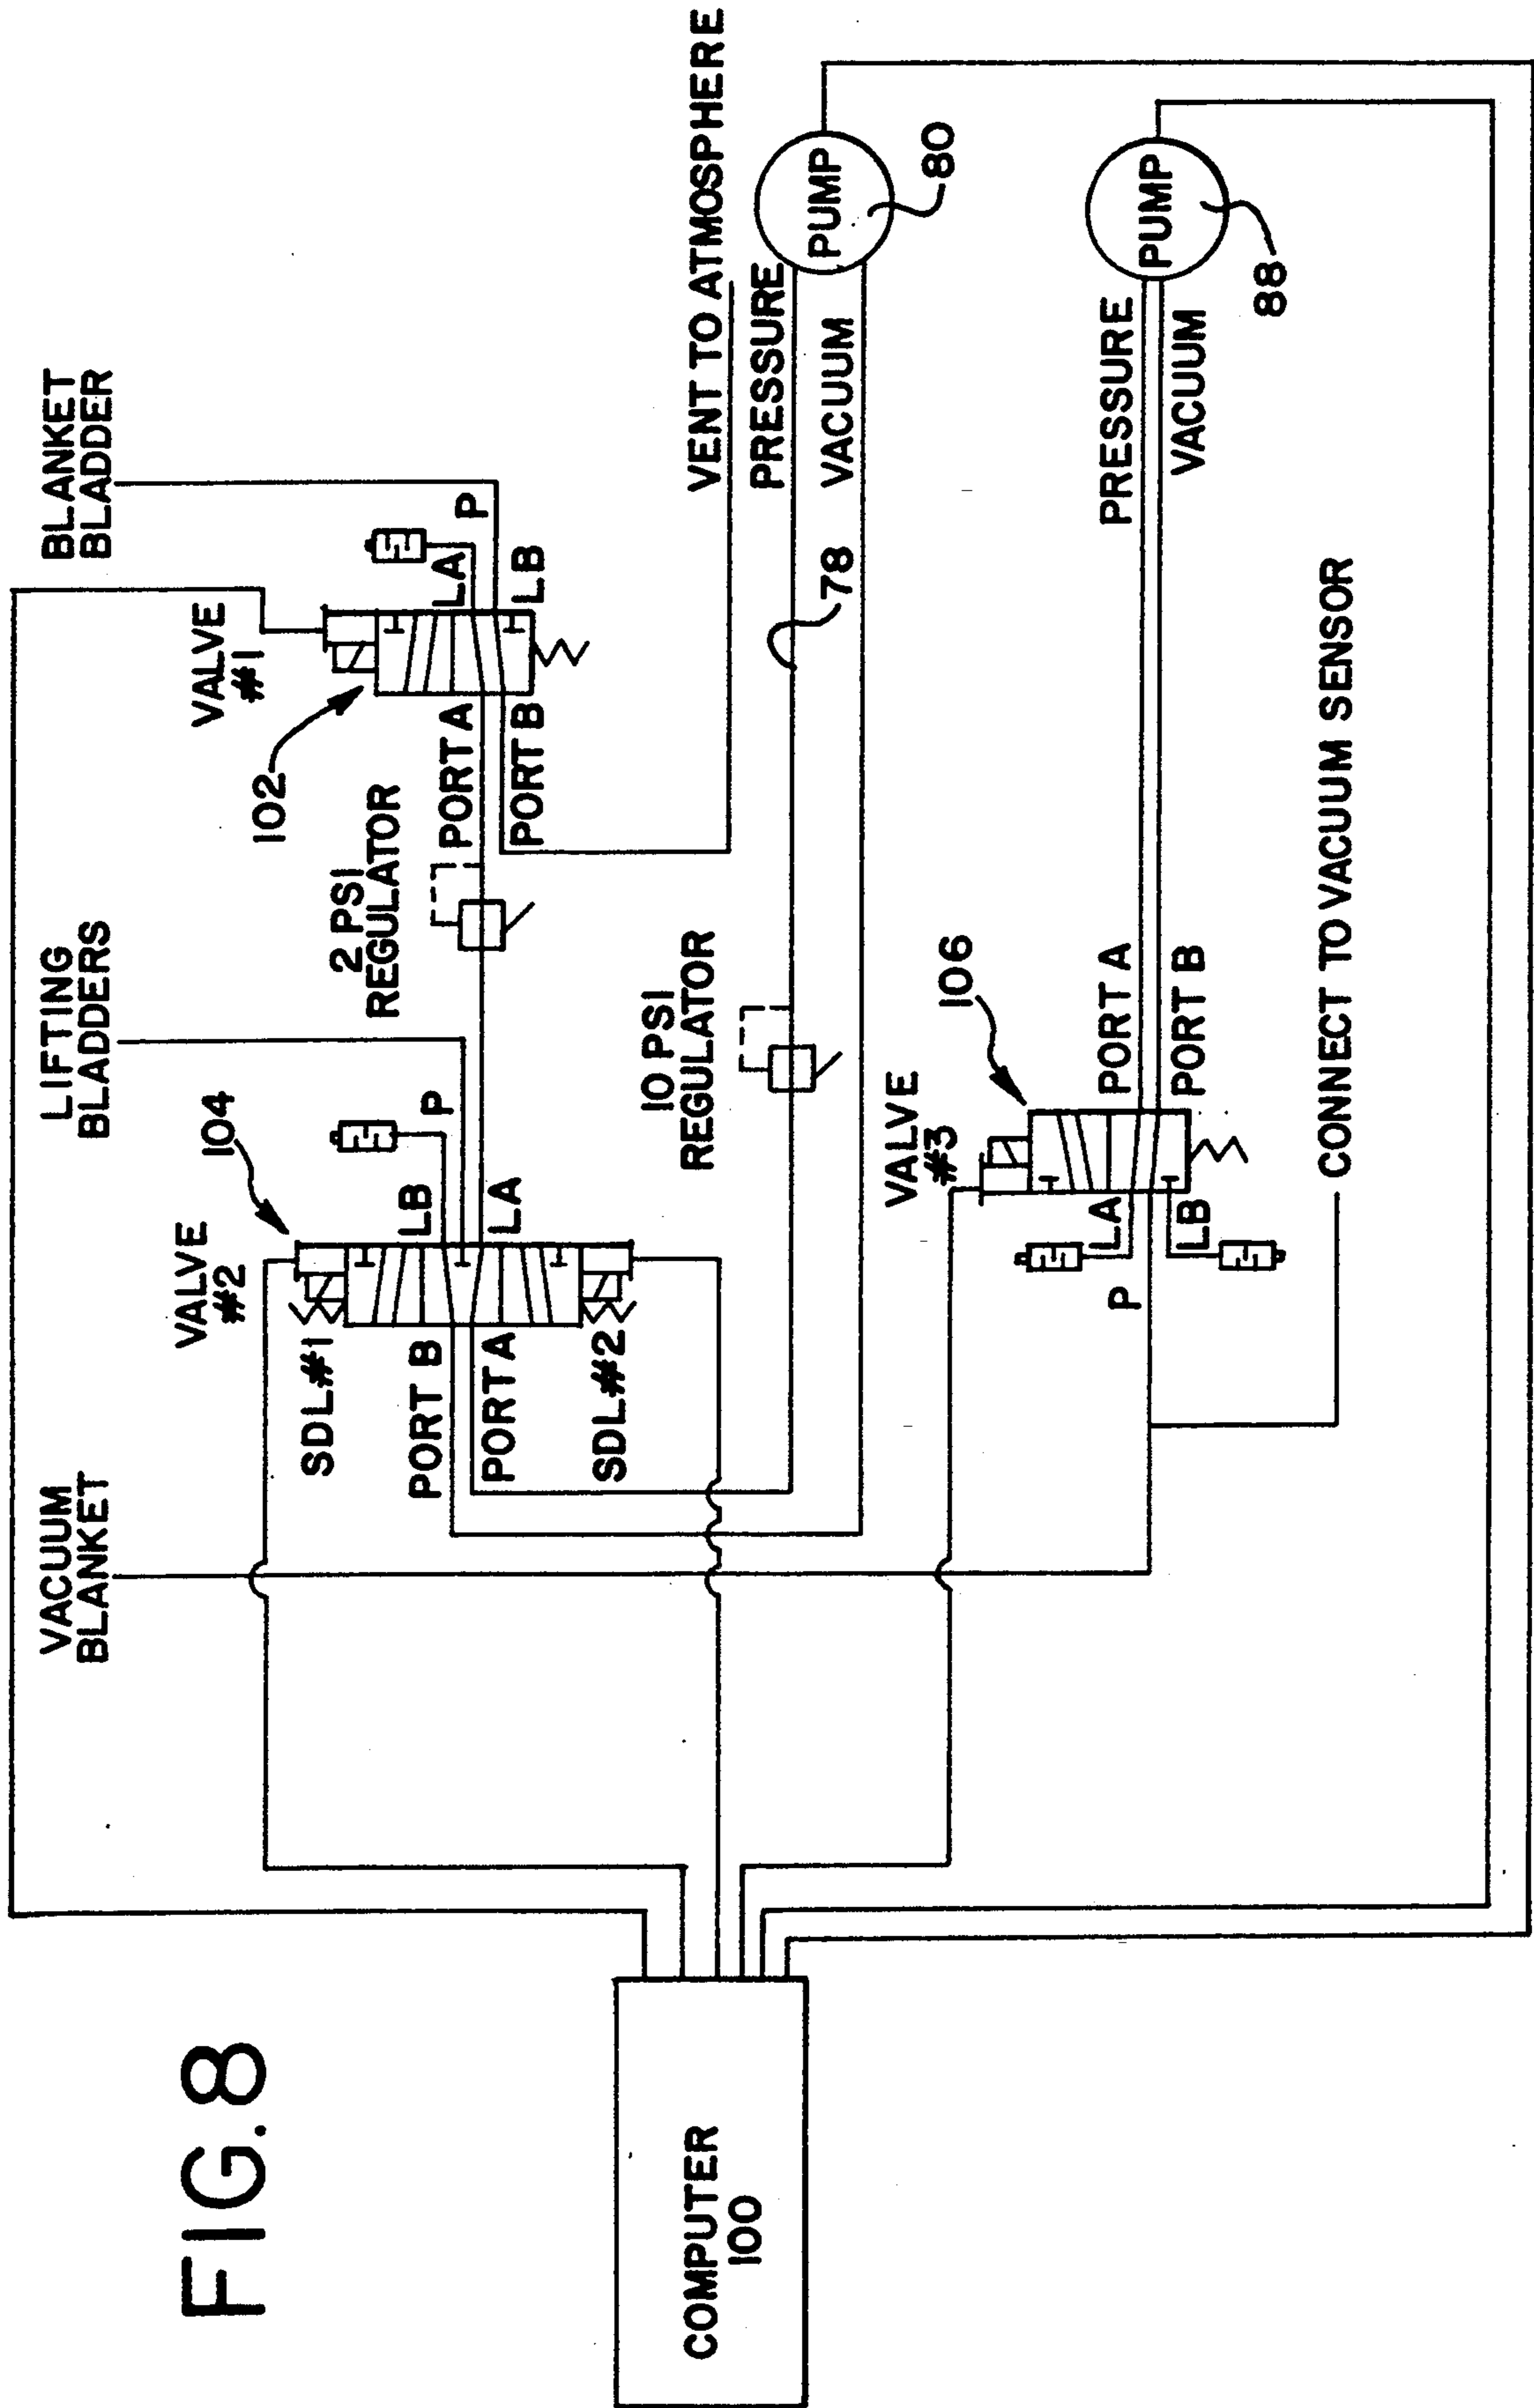 FIG. 8
COMPUTER
100
VACUUM
BLANKET
LIFTING
BLADDERS
BLANKET
BLADDER
VALVE
#2
104
SDL #1
PORT B
PORT A
SDL #2
LB
P
LA
2 PSI
REGULATOR
VALVE
#1
102
PORT A
PORT B
LA
P
LB
VENT TO ATMOSPHERE
10 PSI
REGULATOR
78
PRESSURE
VACUUM
PUMP
80
VALVE
#3
106
LA
P
LB
PORT A
PORT B
PRESSURE
VACUUM
PUMP
88
CONNECT TO VACUUM SENSOR